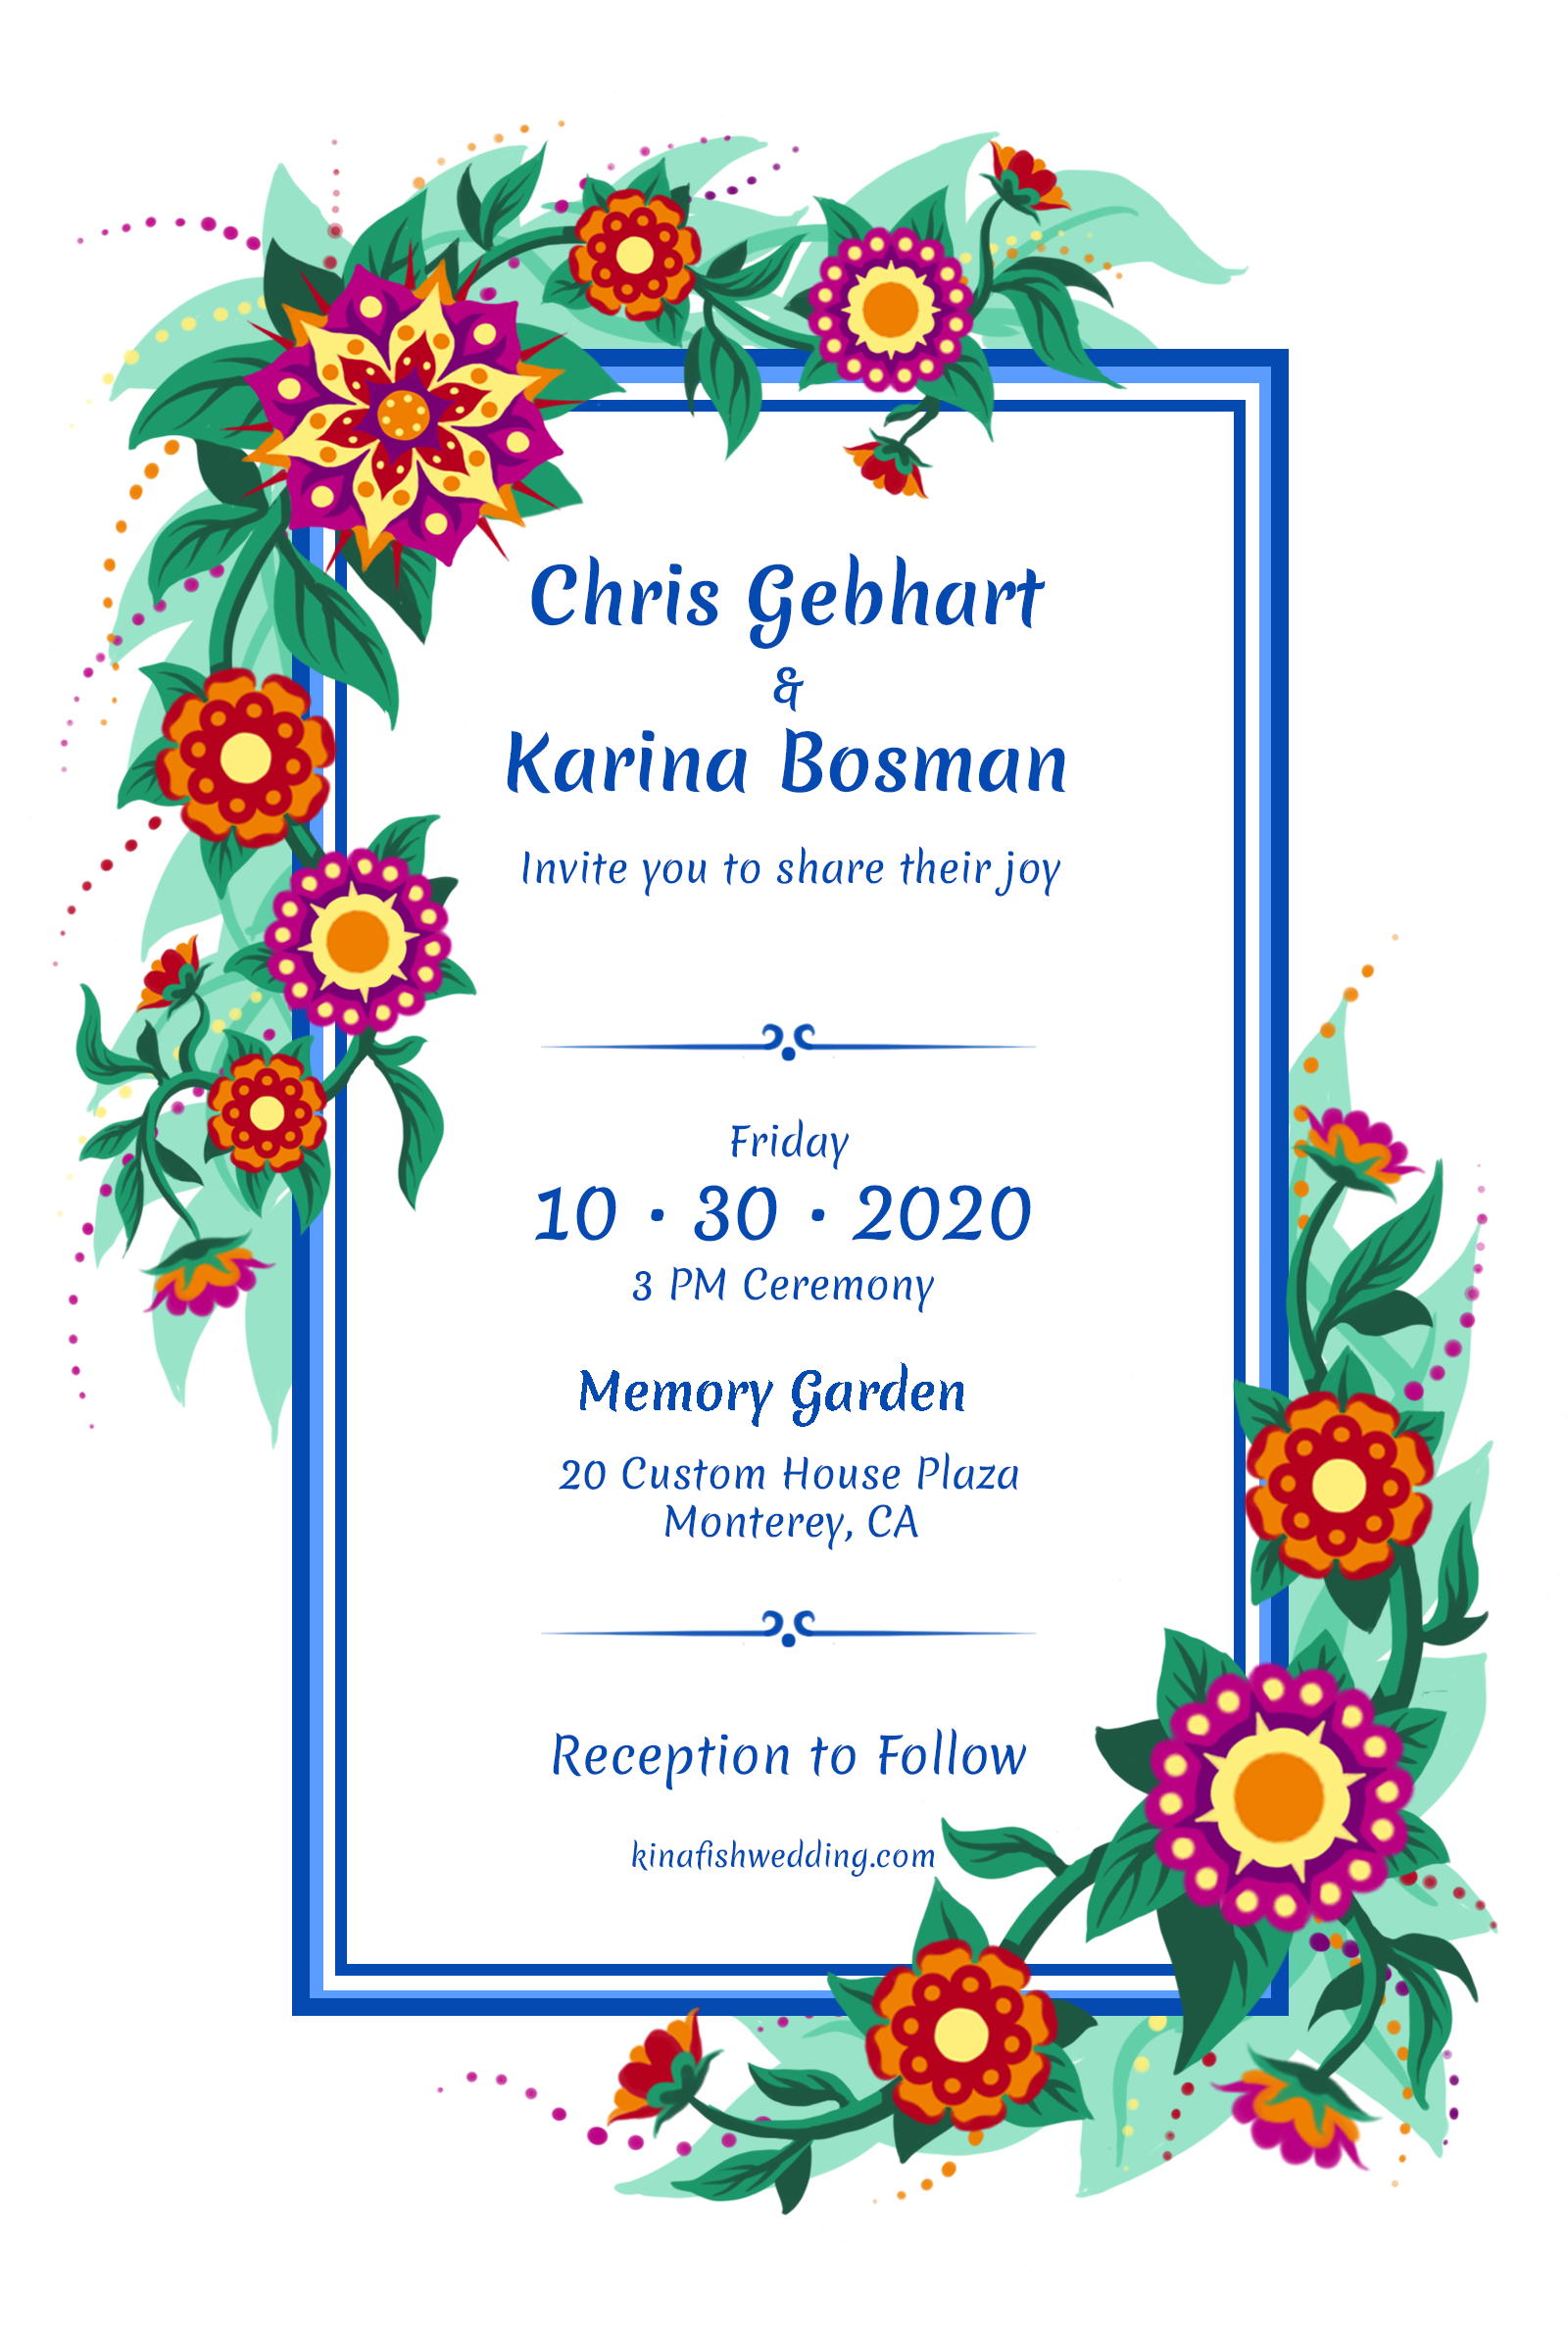 Chris Gebhart
&
Karina Bosman
Invite you to share their joy
Friday
10 · 30 · 2020
3 PM Ceremony
Memory Garden
20 Custom House Plaza
Monterey, CA
Reception to Follow
kinafishwedding.com